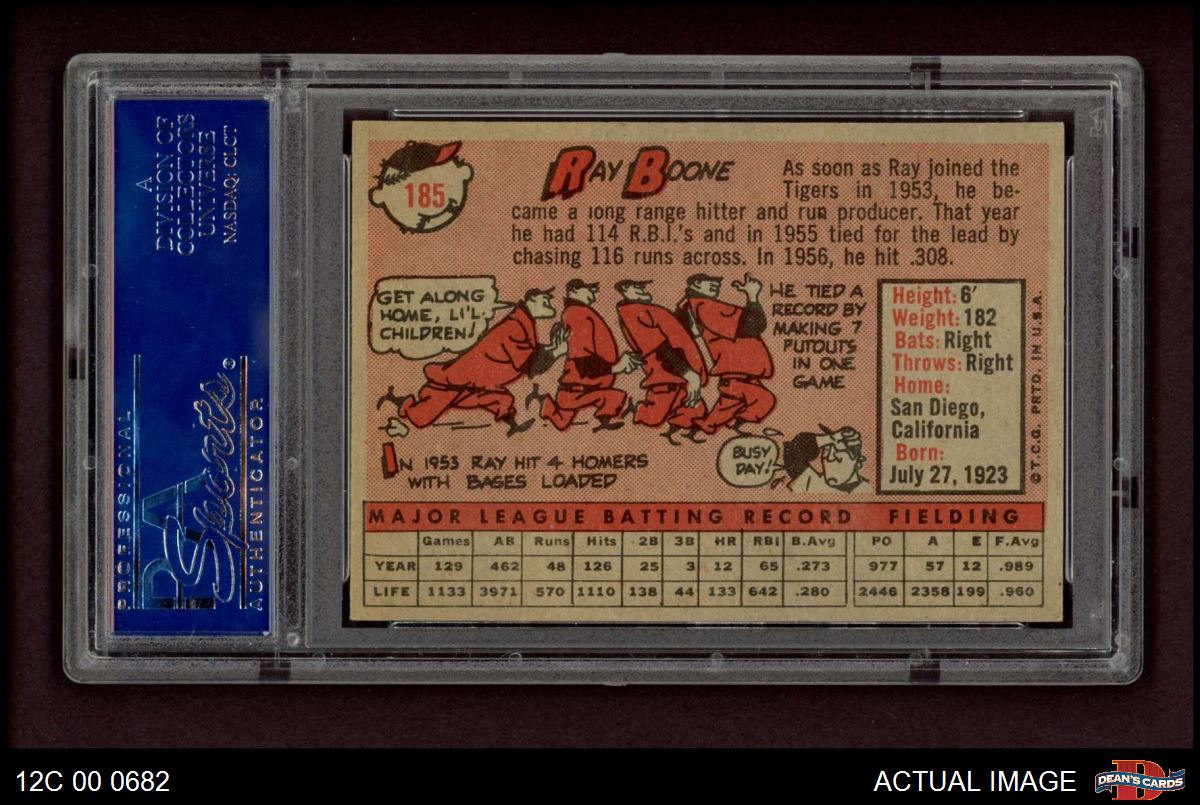 A
DIVISION OF
COLLECTORS
UNIVERSE
NASDAQ: CLCT
PROFESSIONAL
PSA
Sports®
AUTHENTICATOR
185
RAY BOONE
As soon as Ray joined the
Tigers in 1953, he be-
came a long range hitter and run producer. That year
he had 114 R.B.I.'s and in 1955 tied for the lead by
chasing 116 runs across. In 1956, he hit .308.
GET ALONG
HOME, LI'L
CHILDREN!
HE TIED A
RECORD BY
MAKING 7
PUTOUTS
IN ONE
GAME
IN 1953 RAY HIT 4 HOMERS
WITH BASES LOADED
BUSY
DAY!
Height: 6'
Weight: 182
Bats: Right
Throws: Right
Home:
San Diego,
California
Born:
July 27, 1923
© T.C.G. PRTD. IN U.S.A.
MAJOR LEAGUE BATTING RECORD FIELDING
Games AB Runs Hits 2B 3B HR RBI B.Avg PO A E F.Avg
YEAR 129 462 48 126 25 3 12 65 .273 977 57 12 .989
LIFE 1133 3971 570 1110 138 44 133 642 .280 2446 2358 199 .960
12C 00 0682
ACTUAL IMAGE
D
DEAN'S CARDS